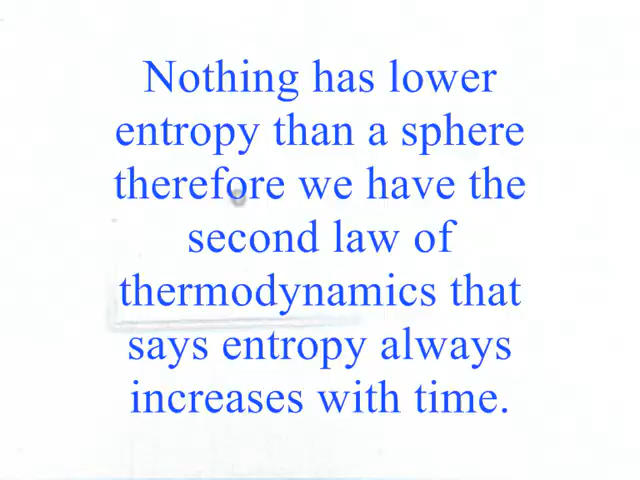 Nothing has lower
entropy than a sphere
therefore we have the
second law of
thermodynamics that
says entropy always
increases with time.